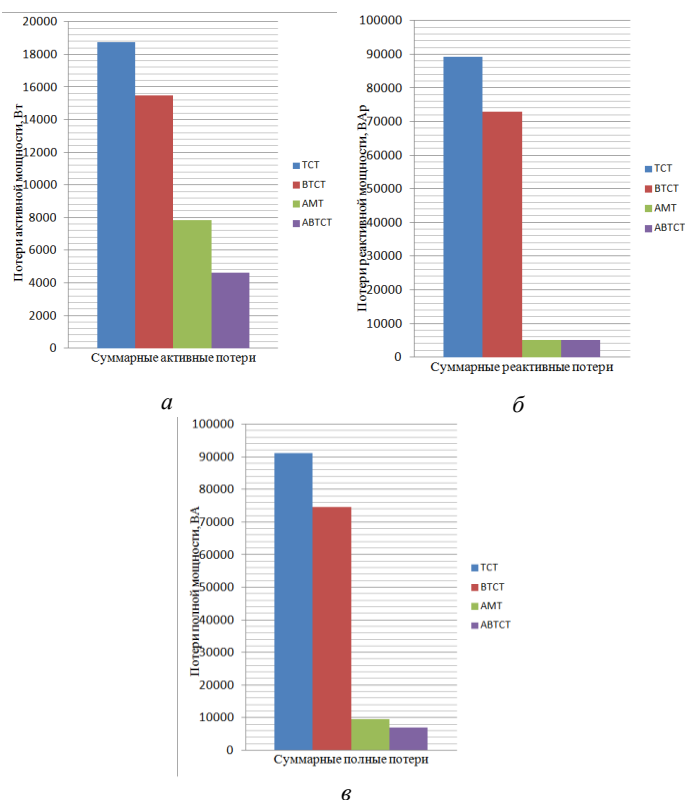 20000
18000
16000
14000
12000
10000
8000
6000
4000
2000
0
Потери активной мощности, Вт
Суммарные активные потери
ТСТ
ВТСТ
АМТ
АВТСТ
а
100000
90000
80000
70000
60000
50000
40000
30000
20000
10000
0
Потери реактивной мощности, ВАр
Суммарные реактивные потери
ТСТ
ВТСТ
АМТ
АВТСТ
б
100000
90000
80000
70000
60000
50000
40000
30000
20000
10000
0
Потери полной мощности, ВА
Суммарные полные потери
ТСТ
ВТСТ
АМТ
АВТСТ
в